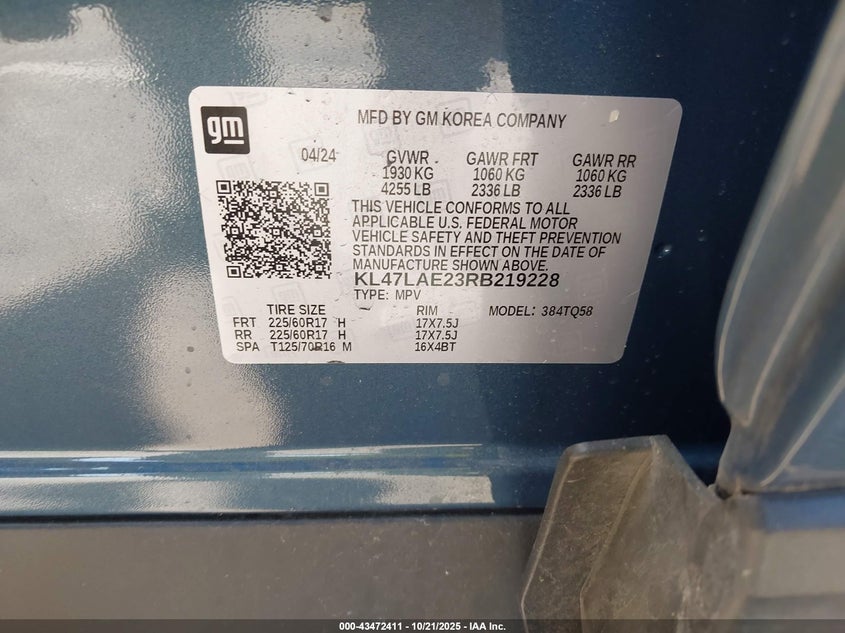 gm
MFD BY GM KOREA COMPANY
04/24 GVWR GAWR FRT GAWR RR
1930 KG 1060 KG 1060 KG
4255 LB 2336 LB 2336 LB
THIS VEHICLE CONFORMS TO ALL
APPLICABLE U.S. FEDERAL MOTOR
VEHICLE SAFETY AND THEFT PREVENTION
STANDARDS IN EFFECT ON THE DATE OF
MANUFACTURE SHOWN ABOVE.
KL47LAE23RB219228
TYPE: MPV
TIRE SIZE RIM MODEL: 384TQ58
FRT 225/60R17 H 17X7.5J
RR 225/60R17 H 17X7.5J
SPA T125/70R16 M 16X4BT
000-43472411 - 10/21/2025 - IAA Inc.